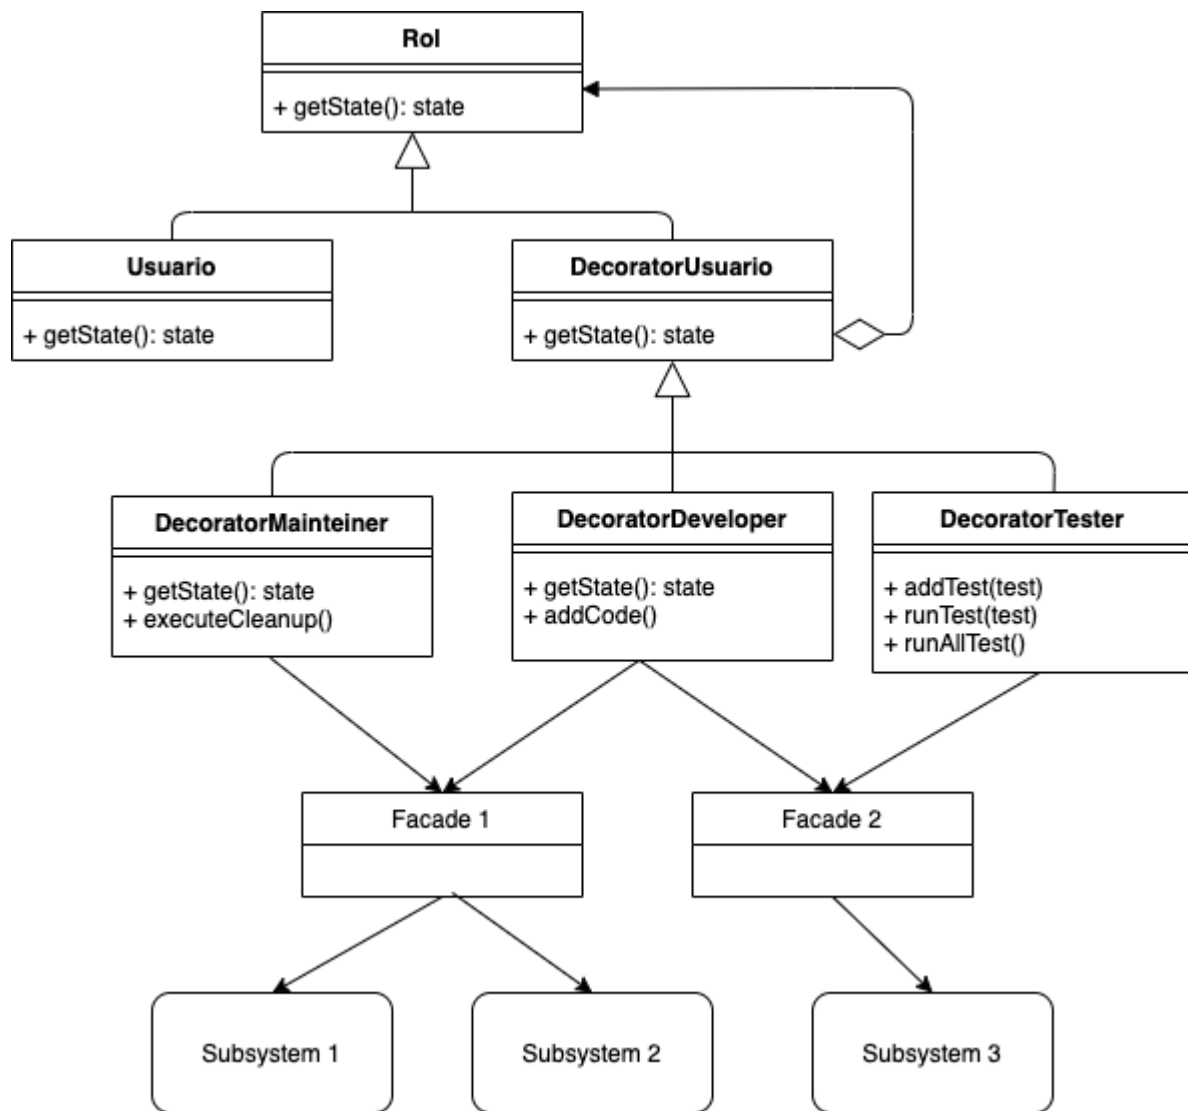 Rol
+ getState(): state
Usuario
+ getState(): state
DecoratorUsuario
+ getState(): state
DecoratorMainteiner
+ getState(): state
+ executeCleanup()
DecoratorDeveloper
+ getState(): state
+ addCode()
DecoratorTester
+ addTest(test)
+ runTest(test)
+ runAllTest()
Facade 1
Facade 2
Subsystem 1
Subsystem 2
Subsystem 3